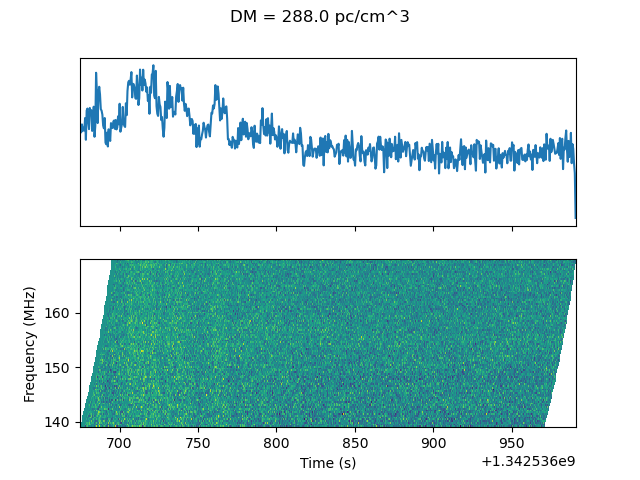 DM = 288.0 pc/cm^3
Frequency (MHz)
160
150
140
700 750 800 850 900 950
Time (s)
+1.342536e9